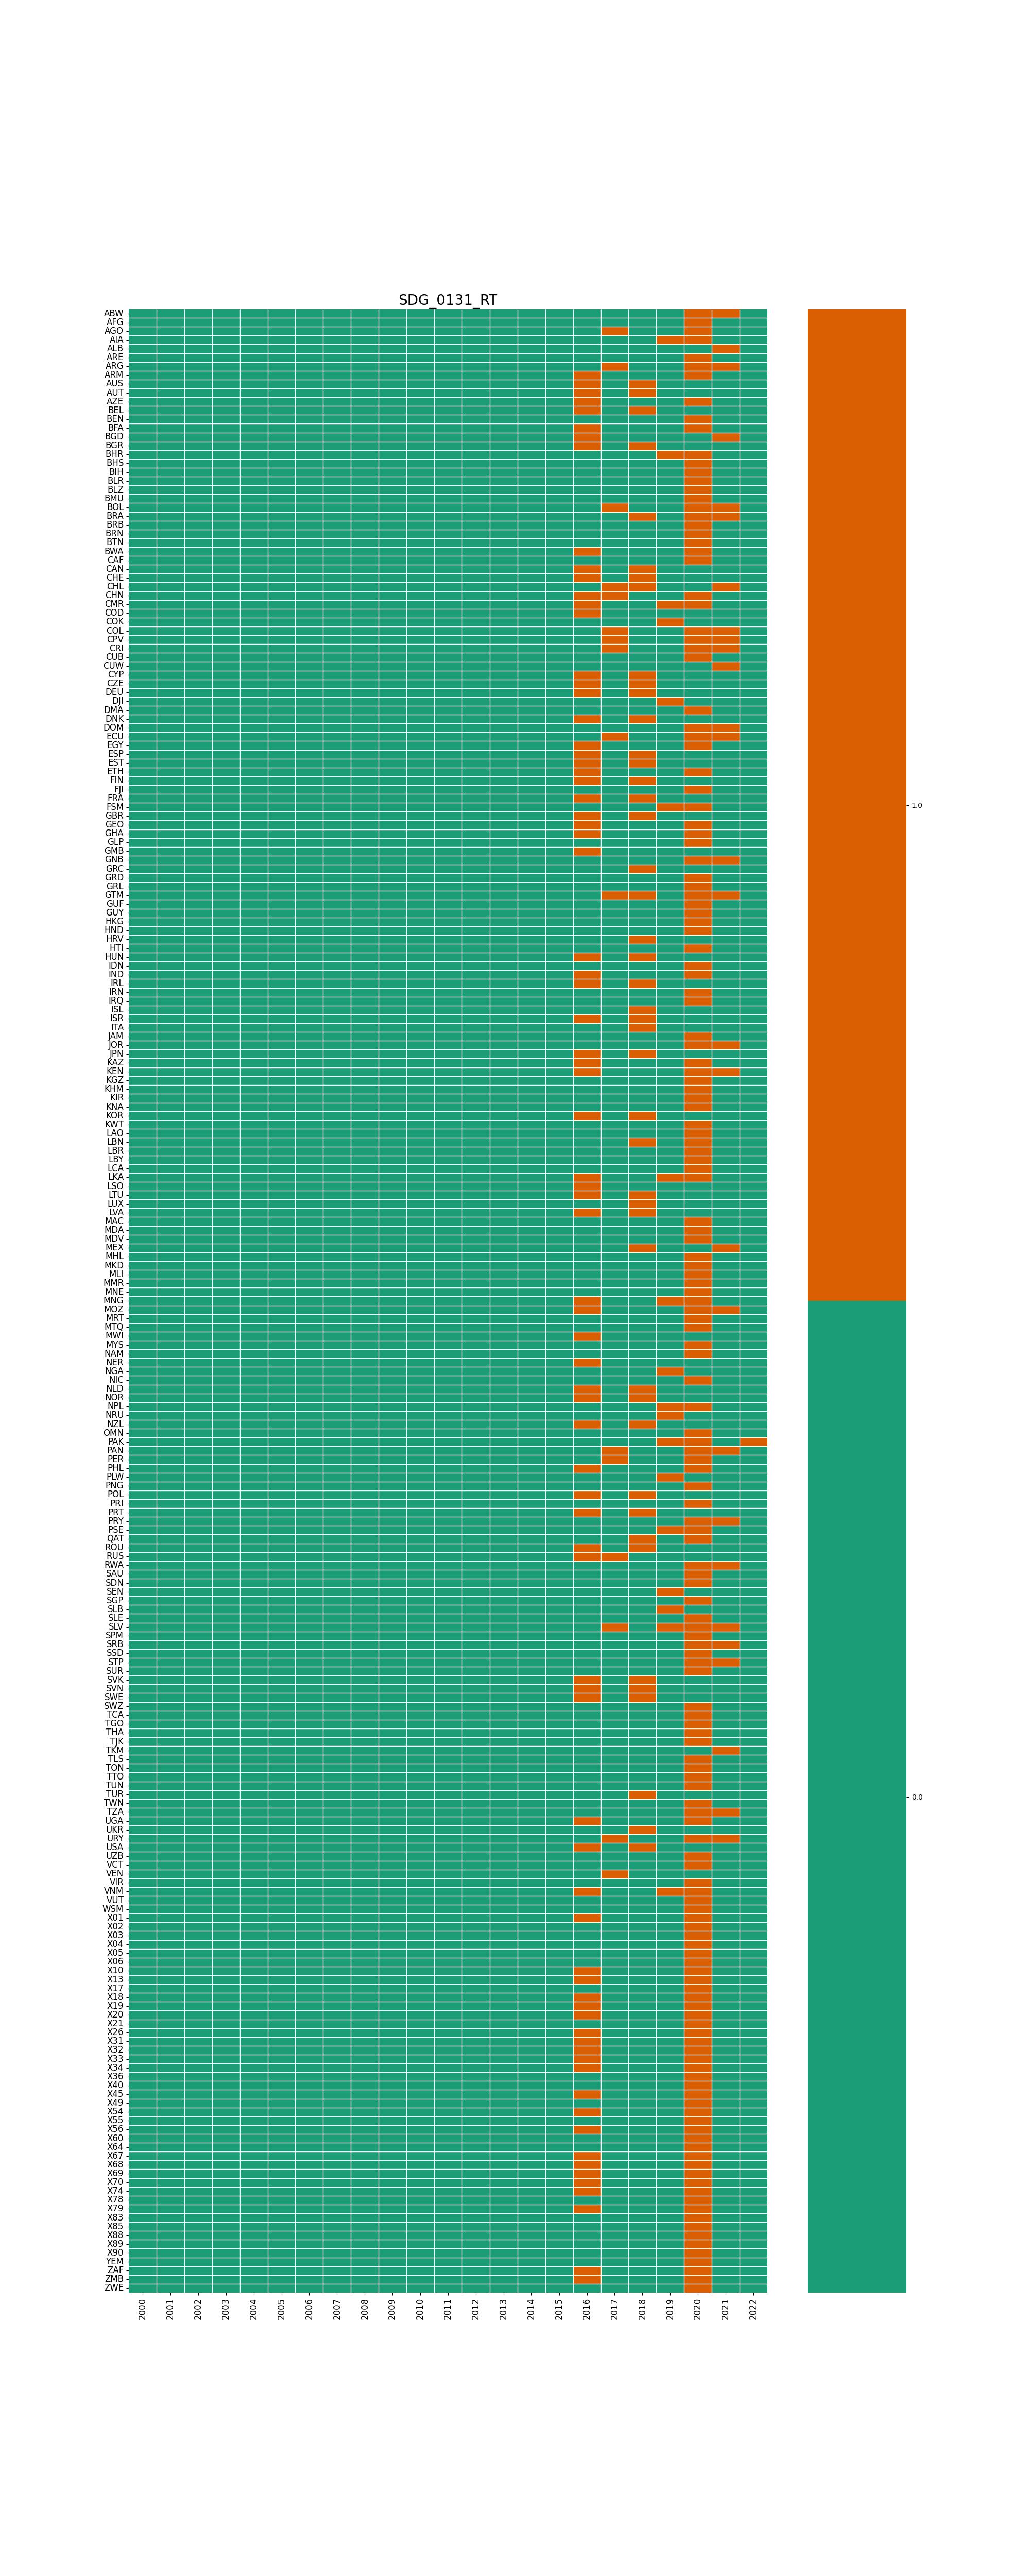 SDG_0131_RT
ABW
AFG
AGO
AIA
ALB
ARE
ARG
ARM
AUS
AUT
AZE
BEL
BEN
BFA
BGD
BGR
BHR
BHS
BIH
BLR
BLZ
BMU
BOL
BRA
BRB
BRN
BTN
BWA
CAF
CAN
CHE
CHL
CHN
CMR
COD
COK
COL
CPV
CRI
CUB
CUW
CYP
CZE
DEU
DJI
DMA
DNK
DOM
ECU
EGY
ESP
EST
ETH
FIN
FJI
FRA
FSM
GBR
GEO
GHA
GLP
GMB
GNB
GRC
GRD
GRL
GTM
GUF
GUY
HKG
HND
HRV
HTI
HUN
IDN
IND
IRL
IRN
IRQ
ISL
ISR
ITA
JAM
JOR
JPN
KAZ
KEN
KGZ
KHM
KIR
KNA
KOR
KWT
LAO
LBN
LBR
LBY
LCA
LKA
LSO
LTU
LUX
LVA
MAC
MDA
MDV
MEX
MHL
MKD
MLI
MMR
MNE
MNG
MOZ
MRT
MTQ
MWI
MYS
NAM
NER
NGA
NIC
NLD
NOR
NPL
NRU
NZL
OMN
PAK
PAN
PER
PHL
PLW
PNG
POL
PRI
PRT
PRY
PSE
QAT
ROU
RUS
RWA
SAU
SDN
SEN
SGP
SLB
SLE
SLV
SPM
SRB
SSD
STP
SUR
SVK
SVN
SWE
SWZ
TCA
TGO
THA
TJK
TKM
TLS
TON
TTO
TUN
TUR
TWN
TZA
UGA
UKR
URY
USA
UZB
VCT
VEN
VIR
VNM
VUT
WSM
X01
X02
X03
X04
X05
X06
X10
X13
X17
X18
X19
X20
X21
X26
X31
X32
X33
X34
X36
X40
X45
X49
X54
X55
X56
X60
X64
X67
X68
X69
X70
X74
X78
X79
X83
X85
X88
X89
X90
YEM
ZAF
ZMB
ZWE
2000 2001 2002 2003 2004 2005 2006 2007 2008 2009 2010 2011 2012 2013 2014 2015 2016 2017 2018 2019 2020 2021 2022
1.0
0.0